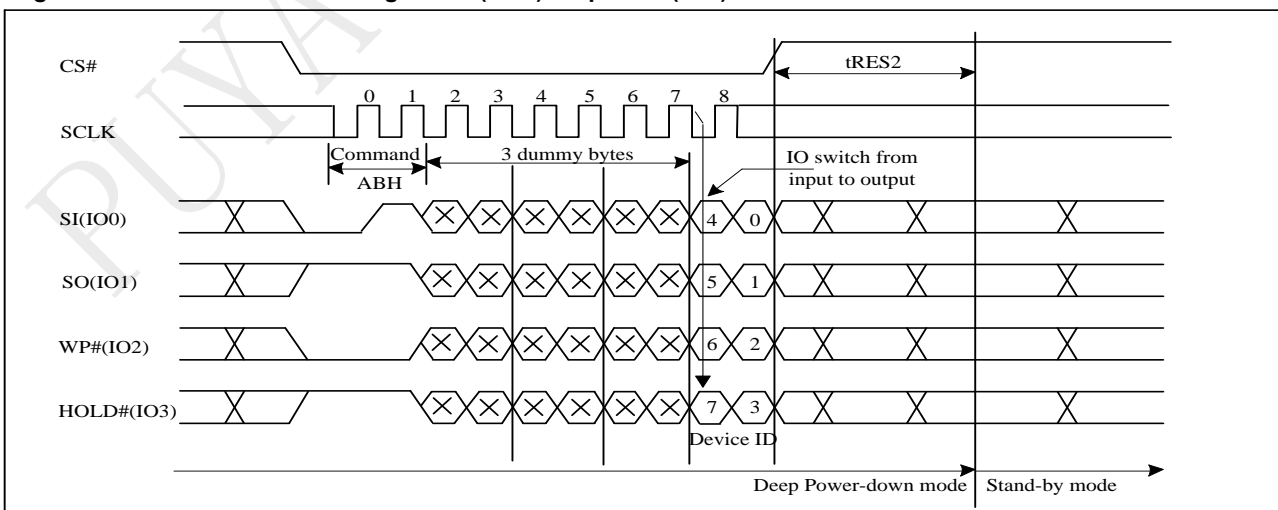 PUYA
CS#
tRES2
0 1 2 3 4 5 6 7 8
SCLK
Command
3 dummy bytes
IO switch from
input to output
ABH
SI(IO0)
4 0
SO(IO1)
5 1
WP#(IO2)
6 2
HOLD#(IO3)
7 3
Device ID
Deep Power-down mode
Stand-by mode